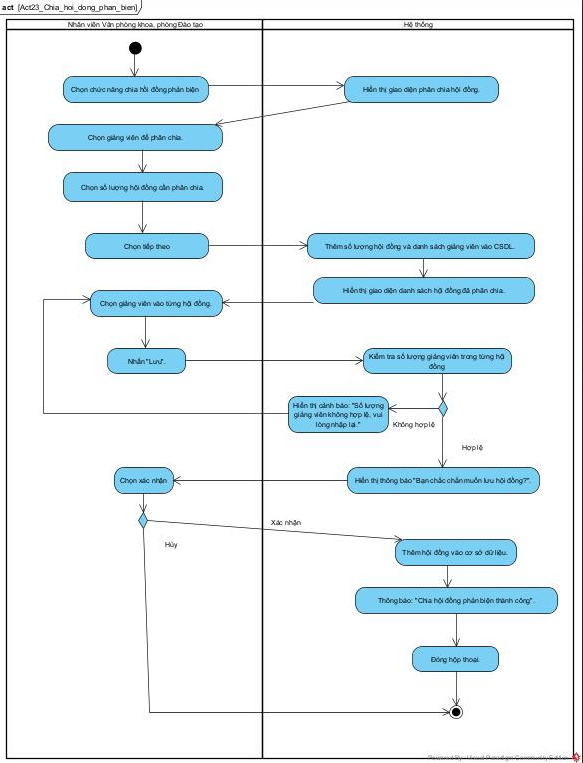 act [Act23_Chia_hoi_dong_phan_bien]
Nhân viên Văn phòng khoa, phòng Đào tạo
Hệ thống
Chọn chức năng chia hồi đồng phản biện
Hiển thị giao diện phân chia hội đồng.
Chọn giảng viên để phân chia.
Chọn số lượng hội đồng cần phân chia.
Chọn tiếp theo
Thêm số lượng hội đồng và danh sách giảng viên vào CSDL.
Hiển thị giao diện danh sách hội đồng đã phân chia.
Chọn giảng viên vào từng hội đồng.
Nhấn "Lưu".
Kiểm tra số lượng giảng viên trong từng hội
đồng
Hiển thị cảnh báo: "Số lượng
giảng viên không hợp lệ, vui
lòng nhập lại."
Không hợp lệ
Hợp lệ
Chọn xác nhận
Hiển thị thông báo "Bạn chắc chắn muốn lưu hội đồng?".
Xác nhận
Hủy
Thêm hội đồng vào cơ sở dữ liệu.
Thông báo: "Chia hội đồng phản biện thành công".
Đóng hộp thoại.
Powered By Visual Paradigm Community Edition